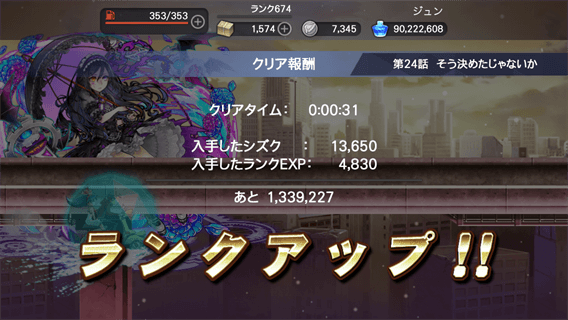 ランク674
ジュン
353/353
1,574
7,345
90,222,608
クリア報酬
第24話 そう決めたじゃないか
クリアタイム： 0:00:31
入手したシズク ： 13,650
入手したランクEXP： 4,830
あと 1,339,227
ランクアップ!!